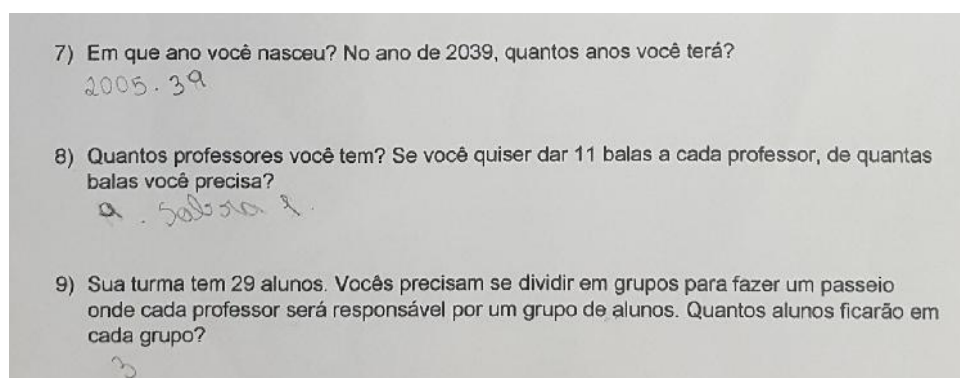 7) Em que ano você nasceu? No ano de 2039, quantos anos você terá?
2005. 39
8) Quantos professores você tem? Se você quiser dar 11 balas a cada professor, de quantas
balas você precisa?
9) Sua turma tem 29 alunos. Vocês precisam se dividir em grupos para fazer um passeio
onde cada professor será responsável por um grupo de alunos. Quantos alunos ficarão em
cada grupo?
3